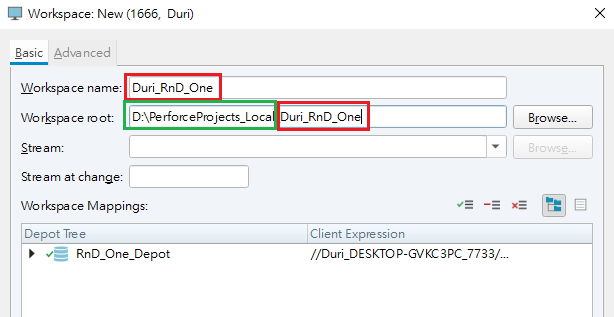 Workspace: New (1666, Duri)
Basic Advanced
Workspace name: Duri_RnD_One
Workspace root: D:\PerforceProjects_Local\Duri_RnD_One Browse...
Stream: Browse...
Stream at change:
Workspace Mappings:
Depot Tree Client Expression
RnD_One_Depot //Duri_DESKTOP-GVKC3PC_7733/...